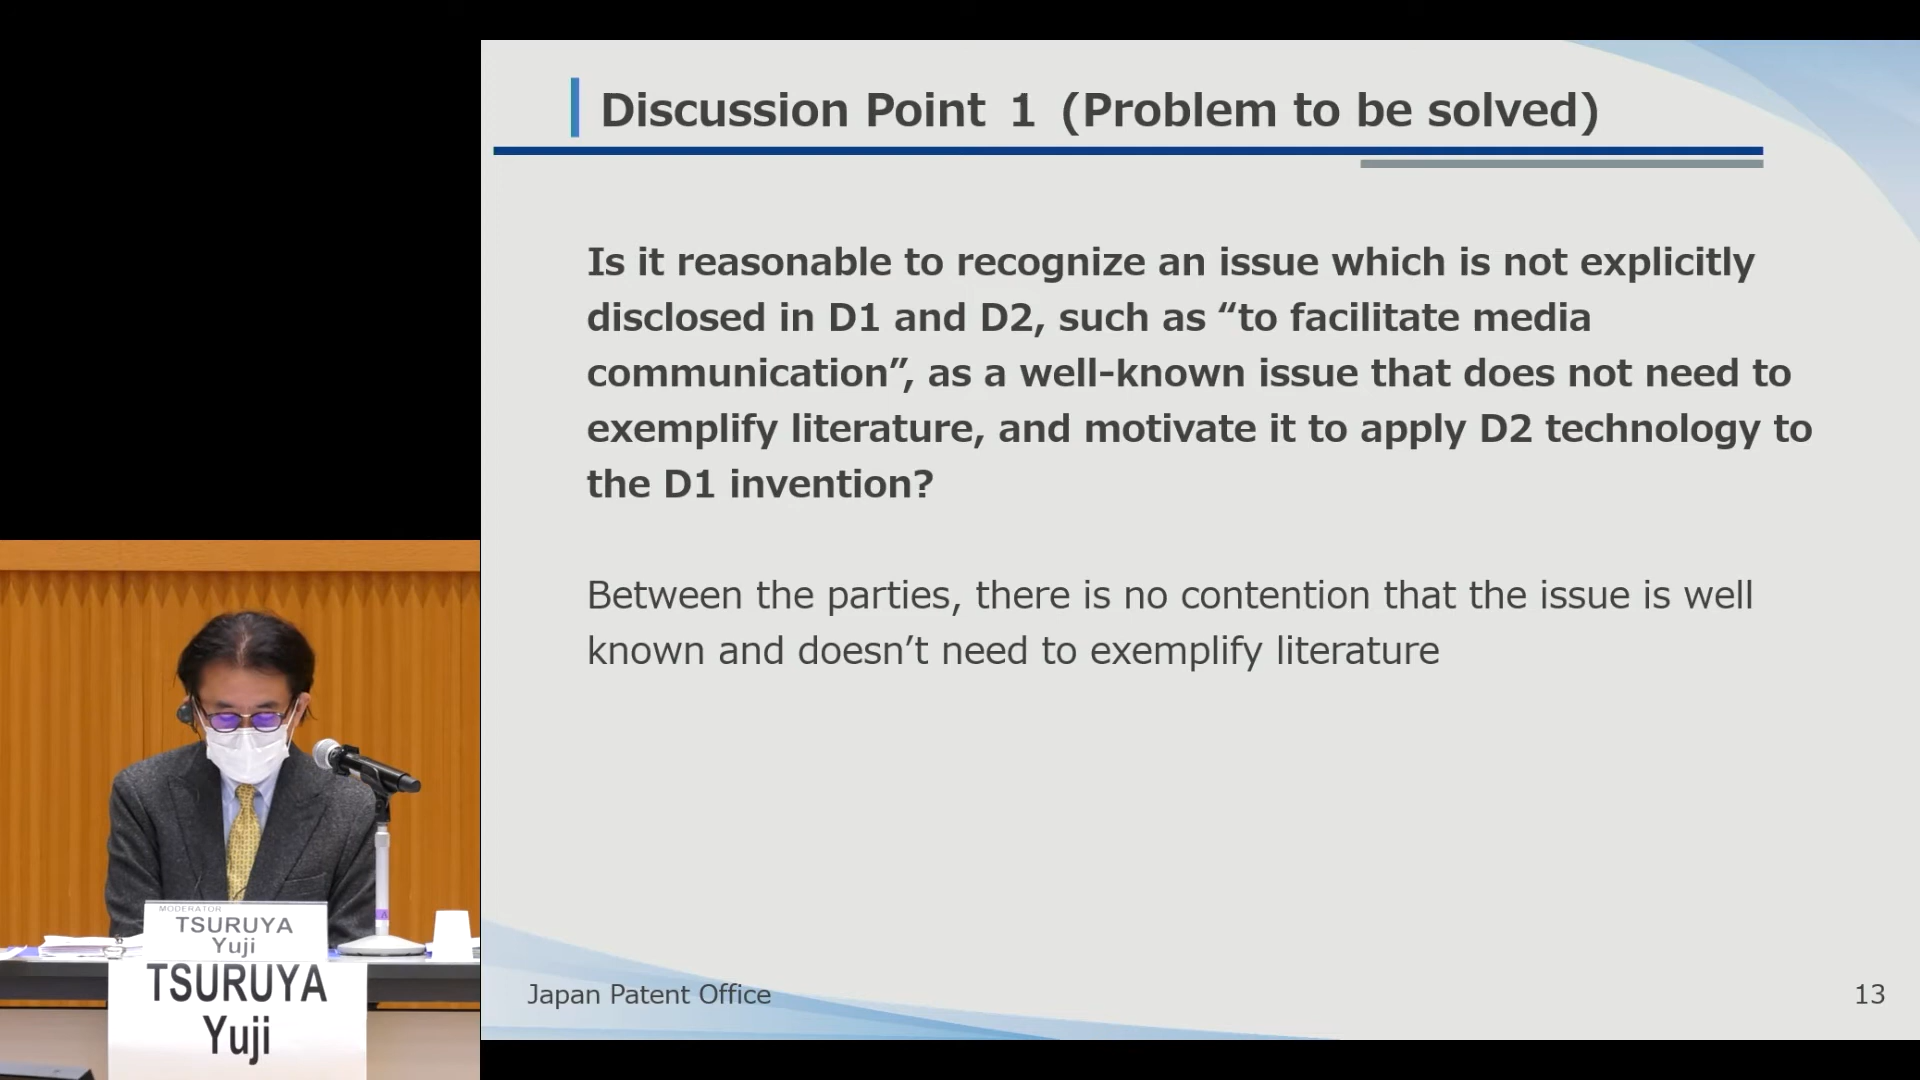 Discussion Point 1 (Problem to be solved)
Is it reasonable to recognize an issue which is not explicitly
disclosed in D1 and D2, such as “to facilitate media
communication”, as a well-known issue that does not need to
exemplify literature, and motivate it to apply D2 technology to
the D1 invention?
Between the parties, there is no contention that the issue is well
known and doesn’t need to exemplify literature
Japan Patent Office
13
MODERATOR
TSURUYA
Yuji
TSURUYA
Yuji